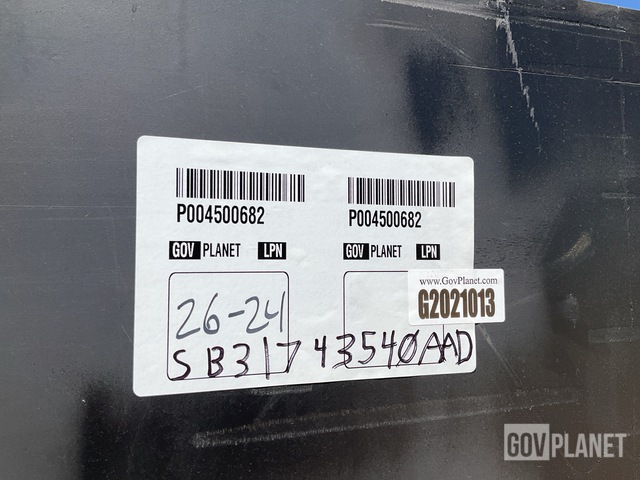 P004500682 P004500682
GOV PLANET LPN GOV PLANET LPN
www.GovPlanet.com
G2021013
26-24
SB31743540AAD
GOVPLANET